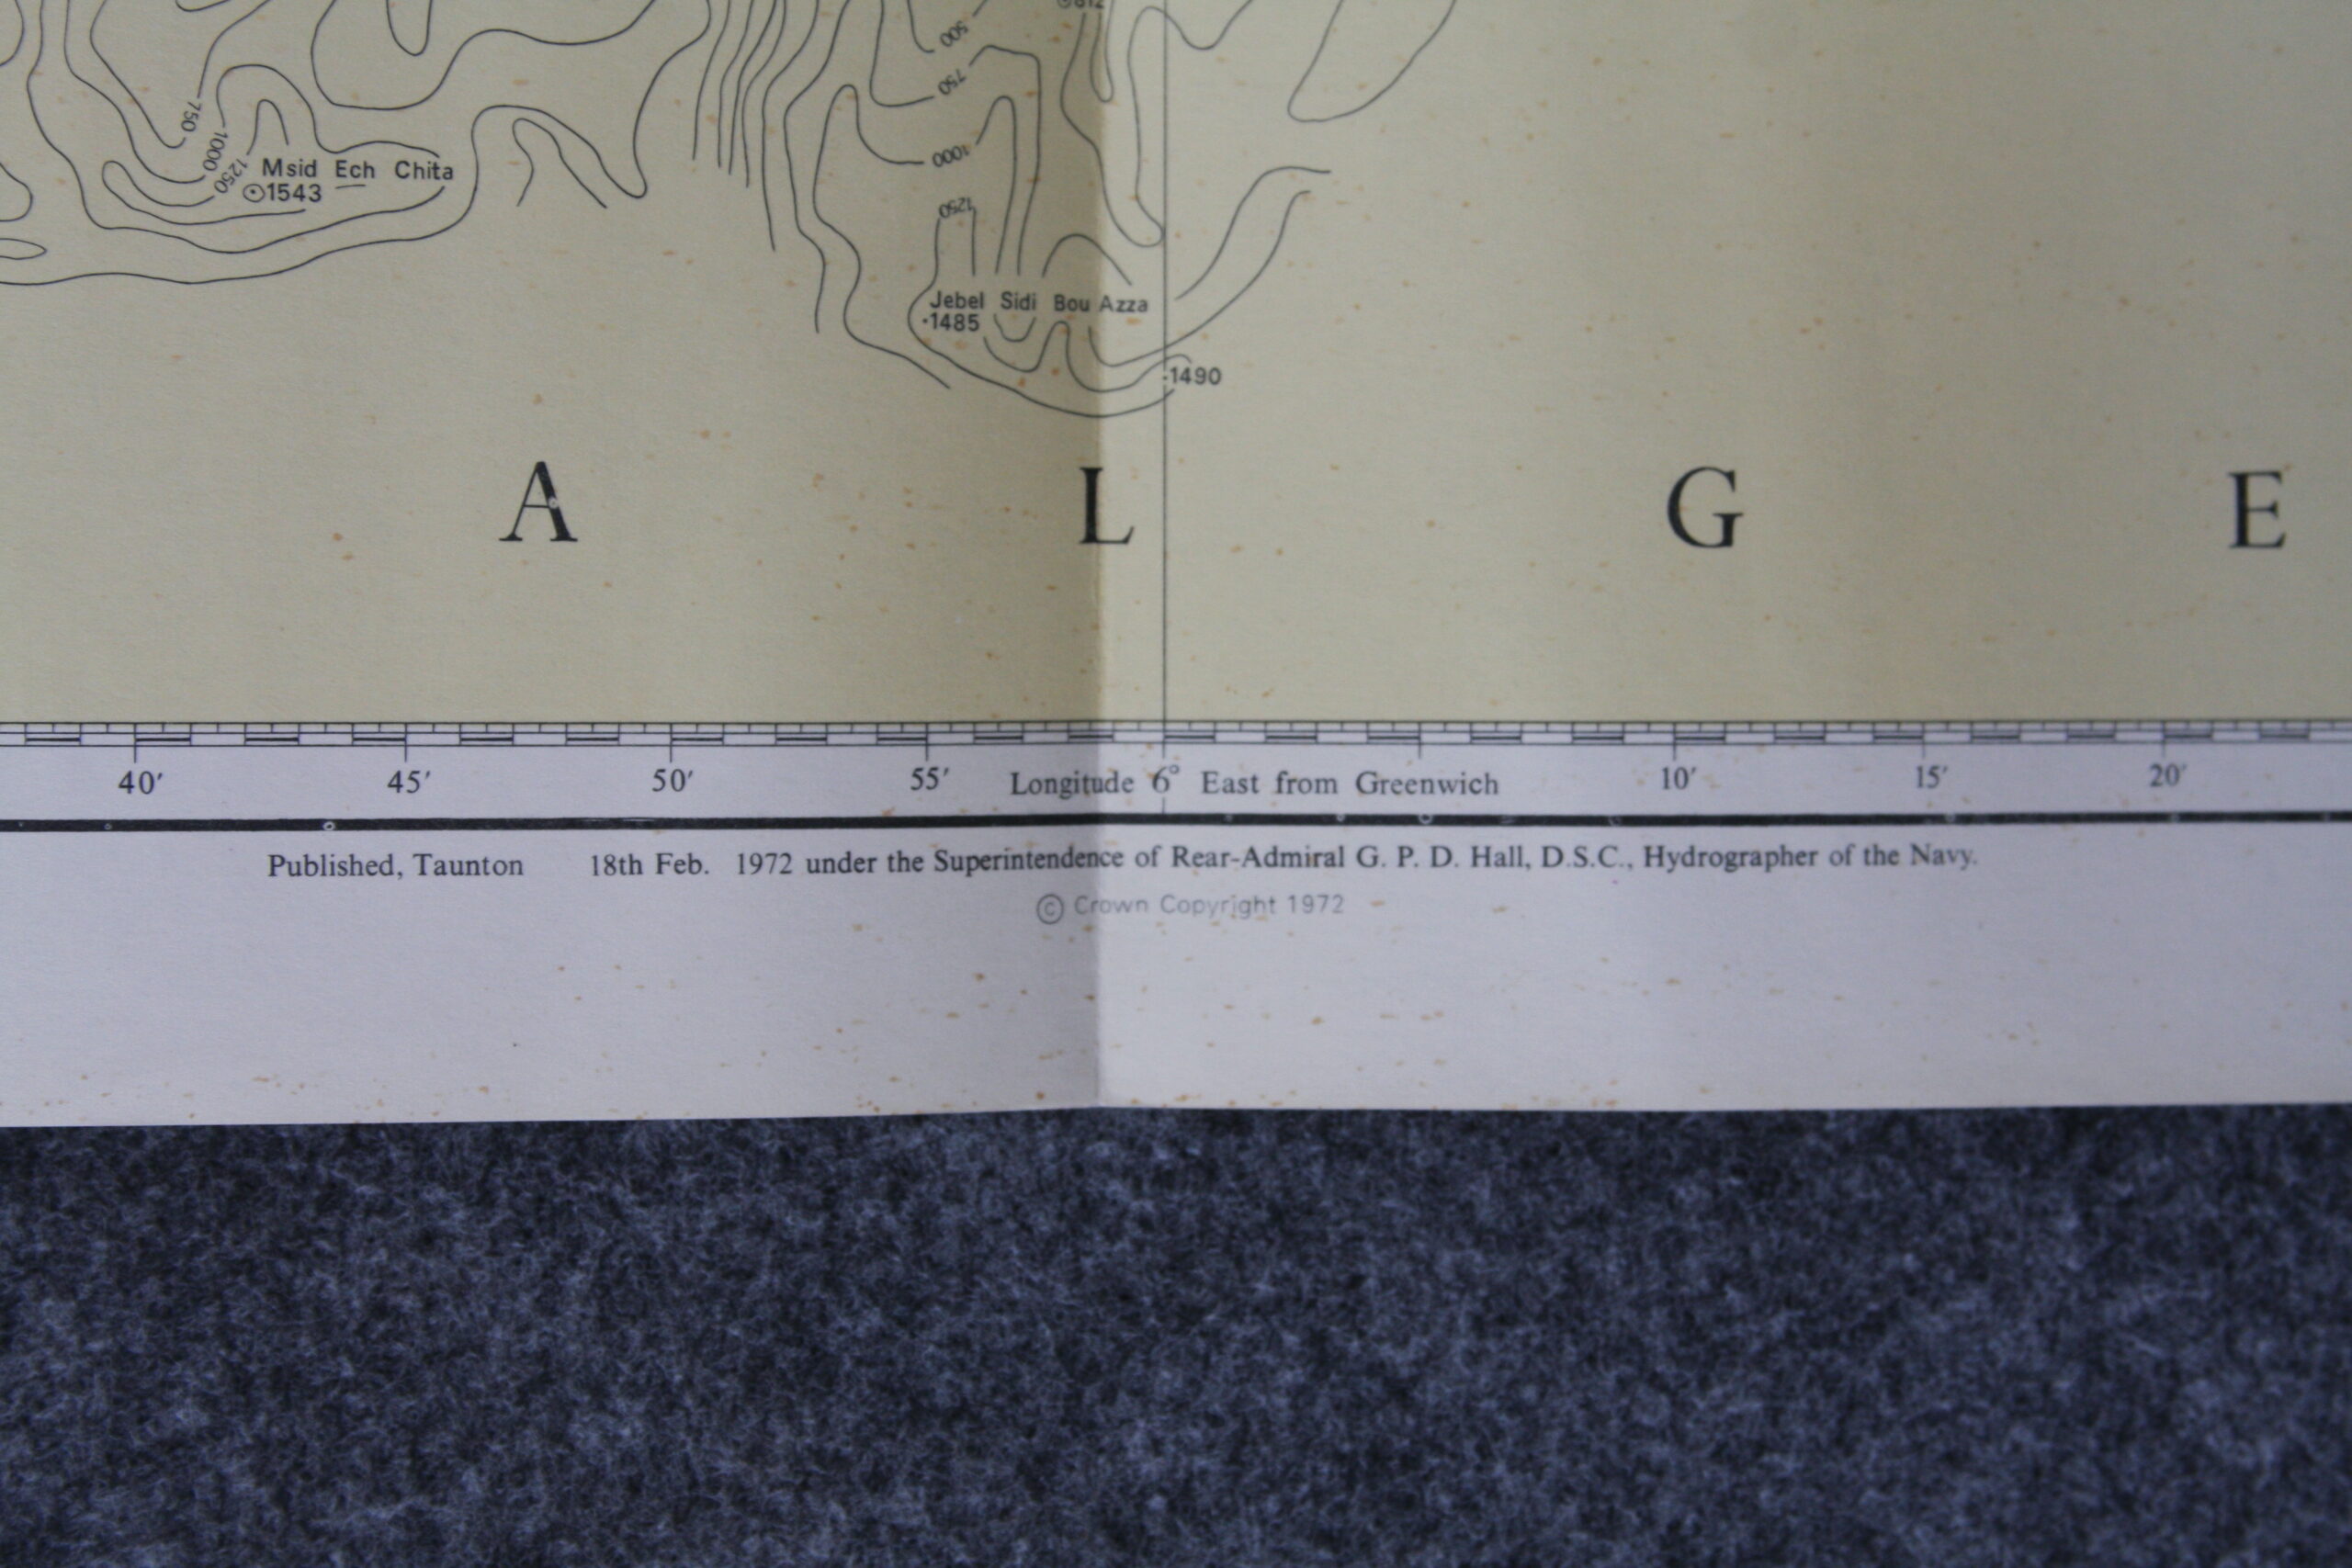 812
500
750
750
1000
1000
1250
Msid Ech Chita
1543
1250
Jebel Sidi Bou Azza
1485
1490
A L G E
40′ 45′ 50′ 55′ Longitude 6° East from Greenwich 10′ 15′ 20′
Published, Taunton 18th Feb. 1972 under the Superintendence of Rear-Admiral G. P. D. Hall, D.S.C., Hydrographer of the Navy.
© Crown Copyright 1972